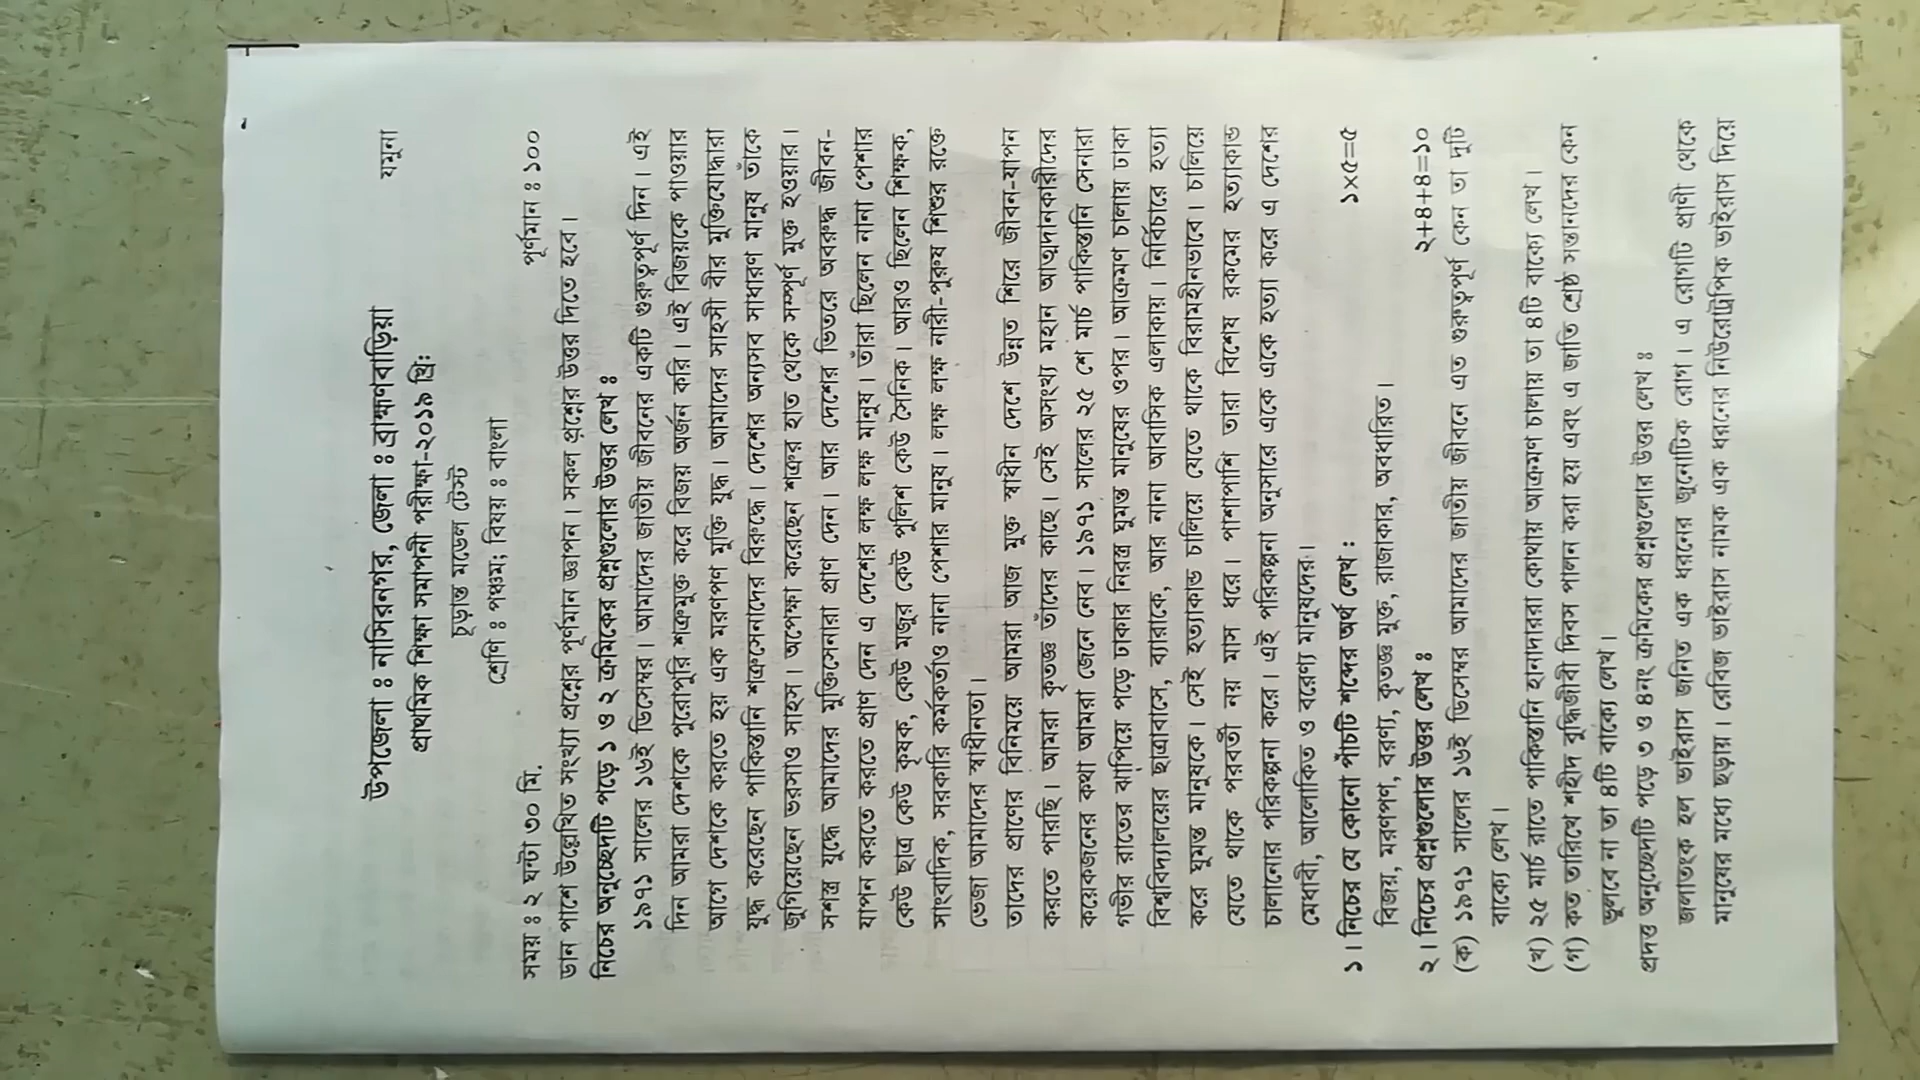 যমুনা
উপজেলা ঃ নাসিরনগর, জেলা ঃ ব্রাহ্মণবাড়িয়া
প্রাথমিক শিক্ষা সমাপনী পরীক্ষা-২০১৯ খ্রি:
চূড়ান্ত মডেল টেস্ট
শ্রেণি ঃ পঞ্চম; বিষয় ঃ বাংলা
সময় ঃ ২ ঘন্টা ৩০ মি. পূর্ণমান ঃ ১০০
ডান পাশে উল্লেখিত সংখ্যা প্রশ্নের পূর্ণমান জ্ঞাপন। সকল প্রশ্নের উত্তর দিতে হবে।
নিচের অনুচ্ছেদটি পড়ে ১ ও ২ ক্রমিকের প্রশ্নগুলোর উত্তর লেখ ঃ
১৯৭১ সালের ১৬ই ডিসেম্বর। আমাদের জাতীয় জীবনের একটি গুরুত্বপূর্ণ দিন। এই
দিন আমরা দেশকে পুরোপুরি শত্রুমুক্ত করে বিজয় অর্জন করি। এই বিজয়কে পাওয়ার
আগে দেশকে করতে হয় এক মরণপণ মুক্তি যুদ্ধ। আমাদের সাহসী বীর মুক্তিযোদ্ধারা
যুদ্ধ করেছেন পাকিস্তানি শত্রুসেনাদের বিরুদ্ধে। দেশের অন্যসব সাধারণ মানুষ তাঁকে
জুগিয়েছেন ভরসাও সাহস। অপেক্ষা করেছেন শত্রুর হাত থেকে সম্পূর্ণ মুক্ত হওয়ার।
সশস্ত্র যুদ্ধে আমাদের মুক্তিসেনারা প্রাণ দেন। আর দেশের ভিতরে অবরুদ্ধ জীবন-
যাপন করতে করতে প্রাণ দেন এ দেশের লক্ষ লক্ষ মানুষ। তাঁরা ছিলেন নানা পেশার
কেউ ছাত্র কেউ কৃষক, কেউ মজুর কেউ পুলিশ কেউ সৈনিক। আরও ছিলেন শিক্ষক,
সাংবাদিক, সরকারি কর্মকর্তাও নানা পেশার মানুষ। লক্ষ লক্ষ নারী-পুরুষ শিশুর রক্তে
ভেজা আমাদের স্বাধীনতা।
তাদের প্রাণের বিনিময়ে আমরা আজ মুক্ত স্বাধীন দেশে উন্নত শিরে জীবন-যাপন
করতে পারছি। আমরা কৃতজ্ঞ তাঁদের কাছে। সেই অসংখ্য মহান আত্মদানকারীদের
কয়েকজনের কথা আমরা জেনে নেব। ১৯৭১ সালের ২৫ শে মার্চ পাকিস্তানি সেনারা
গভীর রাতের ঝাপিয়ে পড়ে ঢাকার নিরস্ত্র ঘুমন্ত মানুষের ওপর। আক্রমণ চালায় ঢাকা
বিশ্ববিদ্যালয়ের ছাত্রাবাসে, ব্যারাকে, আর নানা আবাসিক এলাকায়। নির্বিচারে হত্যা
করে ঘুমন্ত মানুষকে। সেই হত্যাকান্ড চালিয়ে যেতে থাকে বিরামহীনভাবে। চালিয়ে
যেতে থাকে পরবর্তী নয় মাস ধরে। পাশাপাশি তারা বিশেষ রকমের হত্যাকান্ড
চালানোর পরিকল্পনা করে। এই পরিকল্পনা অনুসারে একে একে হত্যা করে এ দেশের
মেধাবী, আলোকিত ও বরেণ্য মানুষদের।
১। নিচের যে কোনো পাঁচটি শব্দের অর্থ লেখ : ১×৫=৫
বিজয়, মরণপণ, বরণ্য, কৃতজ্ঞ মুক্ত, রাজাকার, অবধারিত।
২। নিচের প্রশ্নগুলোর উত্তর লেখ ঃ ২+৪+৪=১০
(ক) ১৯৭১ সালের ১৬ই ডিসেম্বর আমাদের জাতীয় জীবনে এত গুরুত্বপূর্ণ কেন তা দুটি
বাক্যে লেখ।
(খ) ২৫ মার্চ রাতে পাকিস্তানি হানাদাররা কোথায় আক্রমণ চালায় তা ৪টি বাক্যে লেখ।
(গ) কত তারিখে শহীদ বুদ্ধিজীবী দিবস পালন করা হয় এবং এ জাতি শ্রেষ্ঠ সন্তানদের কেন
ভুলবে না তা ৪টি বাক্যে লেখ।
প্রদত্ত অনুচ্ছেদটি পড়ে ৩ ও ৪নং ক্রমিকের প্রশ্নগুলোর উত্তর লেখ ঃ
জলাতংক হল ভাইরাস জনিত এক ধরনের জুনোটিক রোগ। এ রোগটি প্রাণী থেকে
মানুষের মধ্যে ছড়ায়। রেবিজ ভাইরাস নামক এক ধরনের নিউরোট্রপিক ভাইরাস দিয়ে